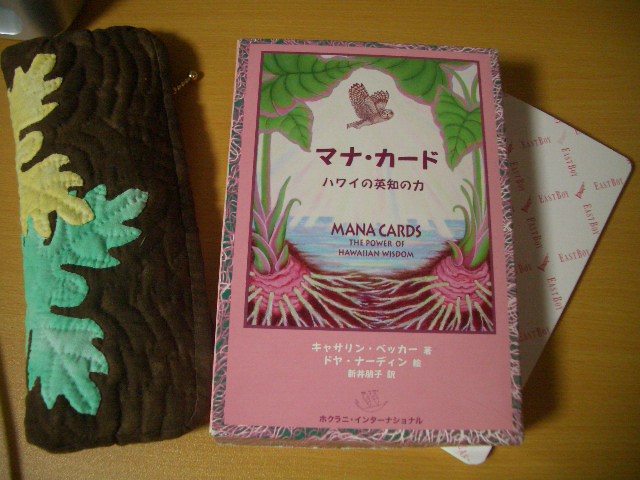 マナ・カード
ハワイの英知の力
MANA CARDS
THE POWER OF
HAWAIIAN WISDOM
キャサリン・ベッカー 著
ドヤ・ナーディン 絵
新井朋子 訳
ホクラニ・インターナショナル
EASTBOY
EASTBOY
EASTBOY
EASTBOY
EASTBOY